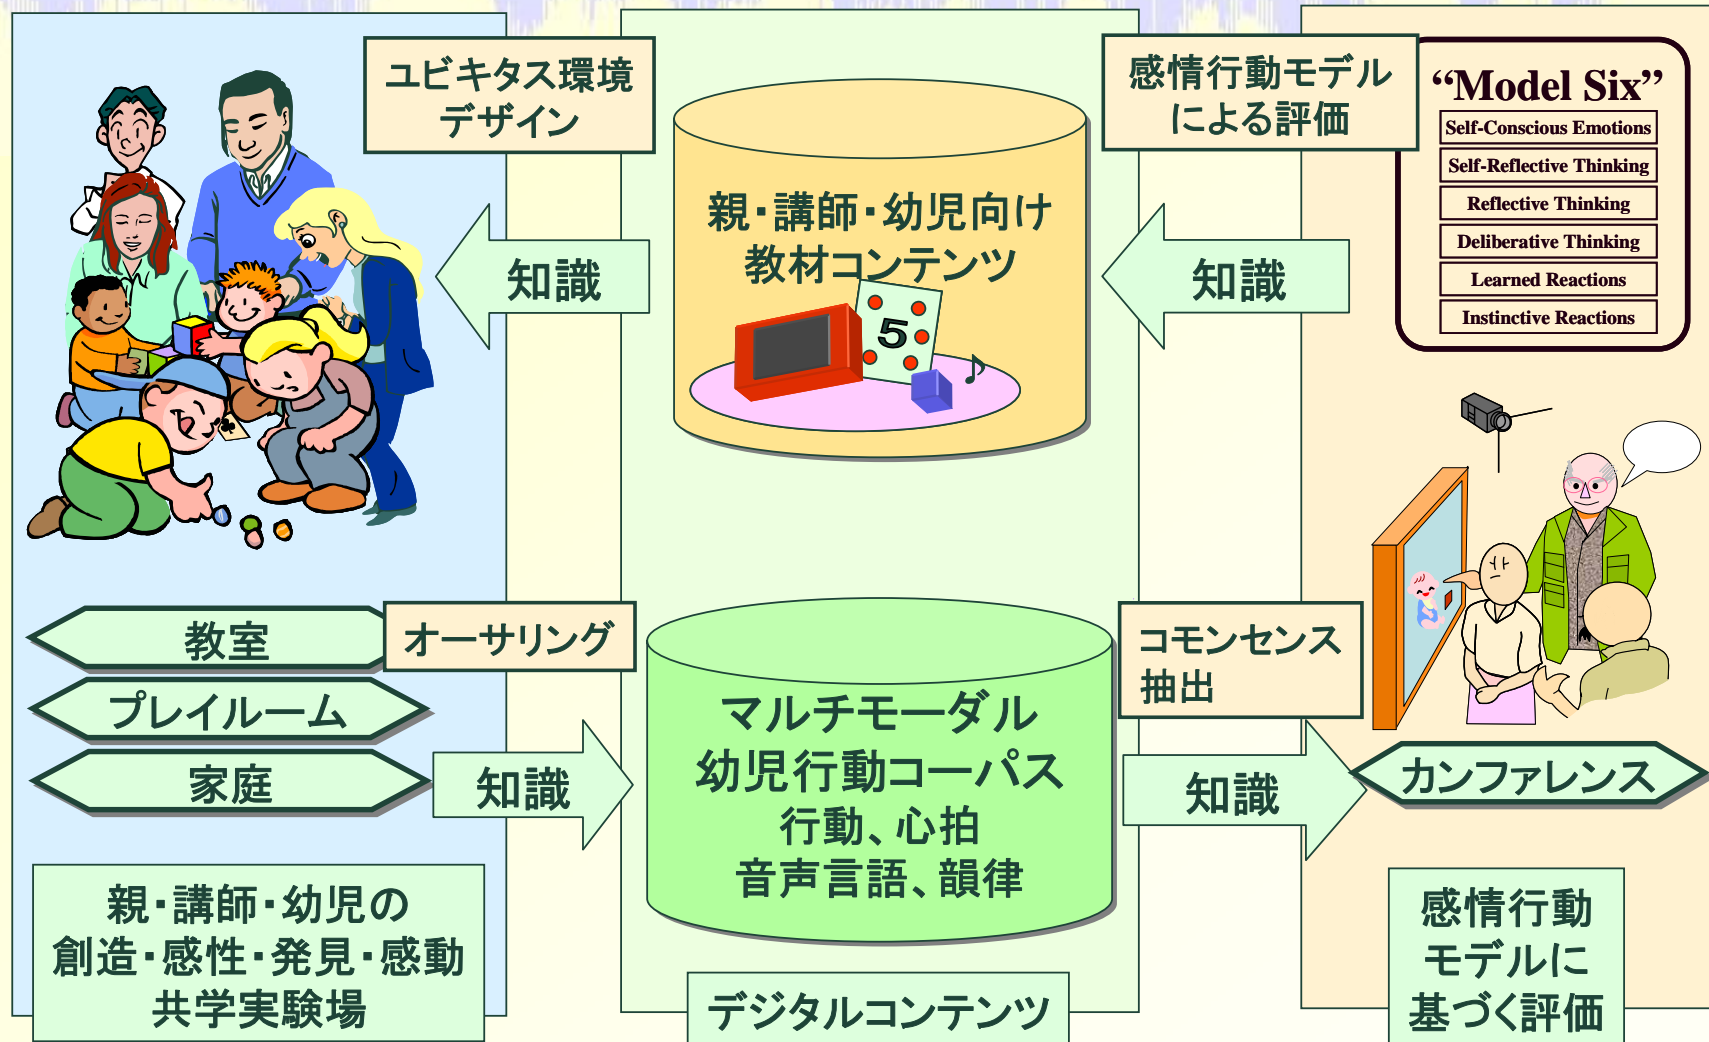 ユビキタス環境
デザイン
感情行動モデル
による評価
“Model Six”
Self-Conscious Emotions
Self-Reflective Thinking
Reflective Thinking
Deliberative Thinking
Learned Reactions
Instinctive Reactions
親・講師・幼児向け
教材コンテンツ
知識
知識
5
教室
プレイルーム
家庭
オーサリング
知識
マルチモーダル
幼児行動コーパス
行動、心拍
音声言語、韻律
コモンセンス
抽出
知識
カンファレンス
親・講師・幼児の
創造・感性・発見・感動
共学実験場
デジタルコンテンツ
感情行動
モデルに
基づく評価